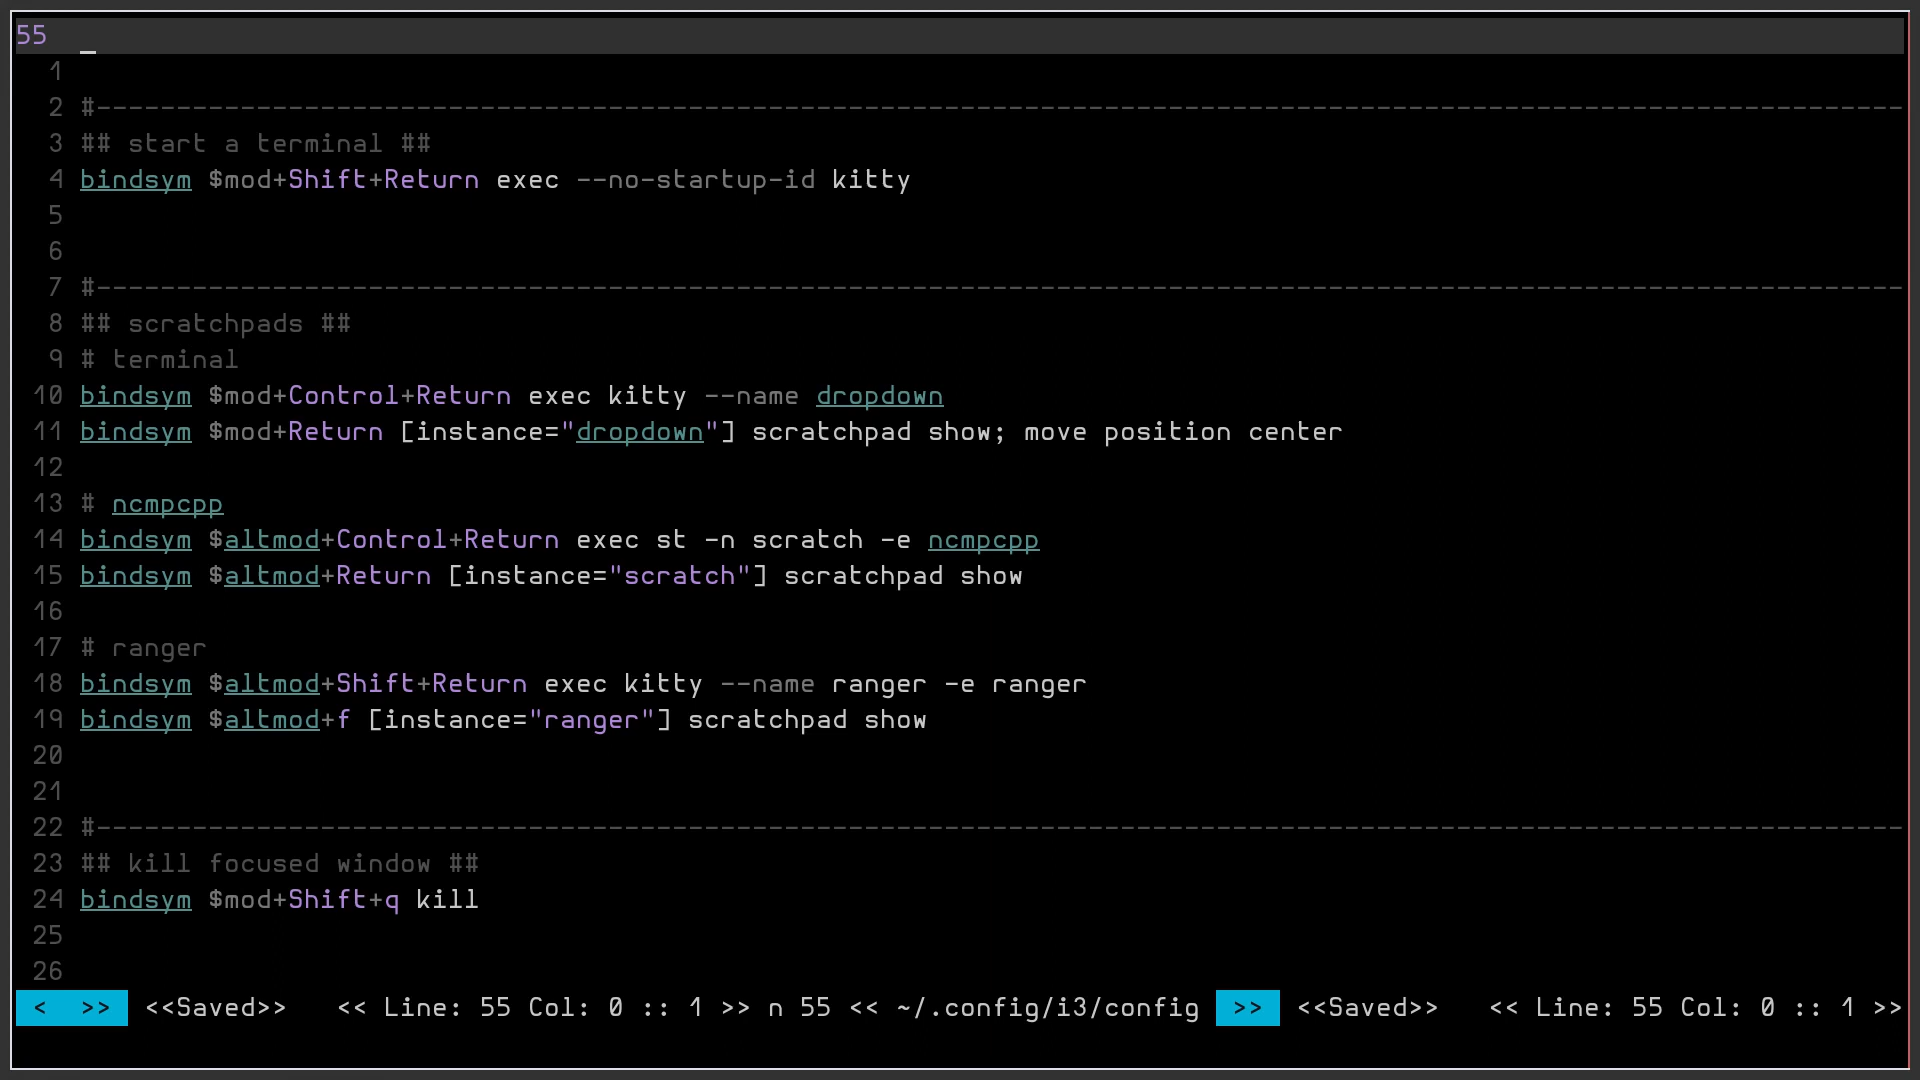 55
1
2 #-----------------------------------------------------------------------------------------------------------------
3 ## start a terminal ##
4 bindsym $mod+Shift+Return exec --no-startup-id kitty
5
6
7 #-----------------------------------------------------------------------------------------------------------------
8 ## scratchpads ##
9 # terminal
10 bindsym $mod+Control+Return exec kitty --name dropdown
11 bindsym $mod+Return [instance="dropdown"] scratchpad show; move position center
12
13 # ncmpcpp
14 bindsym $altmod+Control+Return exec st -n scratch -e ncmpcpp
15 bindsym $altmod+Return [instance="scratch"] scratchpad show
16
17 # ranger
18 bindsym $altmod+Shift+Return exec kitty --name ranger -e ranger
19 bindsym $altmod+f [instance="ranger"] scratchpad show
20
21
22 #-----------------------------------------------------------------------------------------------------------------
23 ## kill focused window ##
24 bindsym $mod+Shift+q kill
25
26
<  >> <<Saved>>   << Line: 55 Col: 0 :: 1 >> n 55 << ~/.config/i3/config >> <<Saved>>   << Line: 55 Col: 0 :: 1 >>